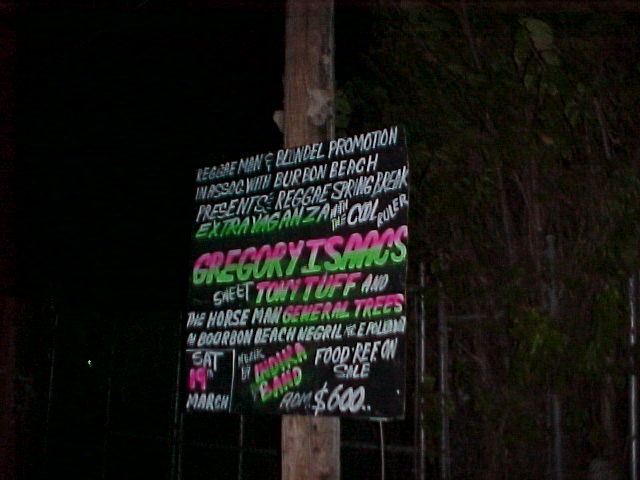 REGGAE MAN & BLUNDEL PROMOTION
IN ASSOC WITH BURBON BEACH
PRESENTS: REGGAE SPRING BREAK
EXTRAVAGANZA WITH THE COOL RULER
GREGORY ISAACS
SWEET TONY TUFF AND
THE HORSE MAN GENERAL TREES
BOURBON BEACH NEGRIL
SAT
19TH
MARCH
INDIKA
BAND
FOOD REF ON
SALE
ADM. $600..